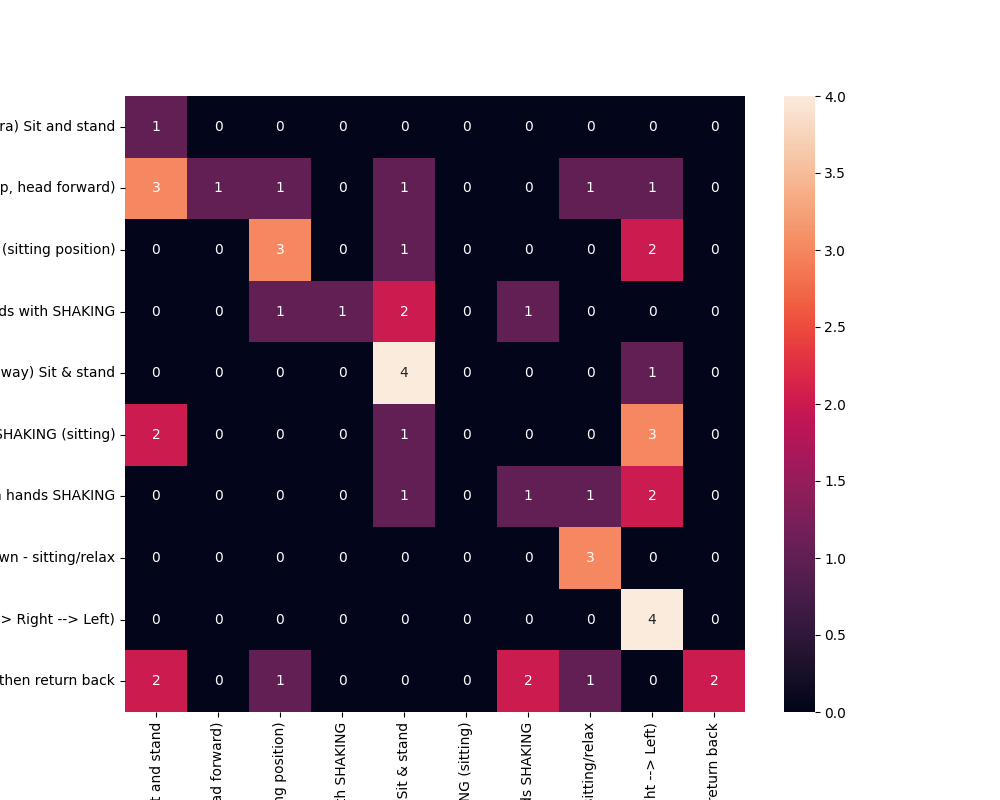 ra) Sit and stand 1 0 0 0 0 0 0 0 0 0
p, head forward) 3 1 1 0 1 0 0 1 1 0
(sitting position) 0 0 3 0 1 0 0 0 2 0
ds with SHAKING 0 0 1 1 2 0 1 0 0 0
way) Sit & stand 0 0 0 0 4 0 0 0 1 0
SHAKING (sitting) 2 0 0 0 1 0 0 0 3 0
hands SHAKING 0 0 0 0 1 0 1 1 2 0
wn - sitting/relax 0 0 0 0 0 0 0 3 0 0
> Right --> Left) 0 0 0 0 0 0 0 0 4 0
then return back 2 0 1 0 0 0 2 1 0 2
t and stand
ad forward)
ng position)
th SHAKING
Sit & stand
NG (sitting)
ds SHAKING
sitting/relax
ht --> Left)
return back
4.0
3.5
3.0
2.5
2.0
1.5
1.0
0.5
0.0